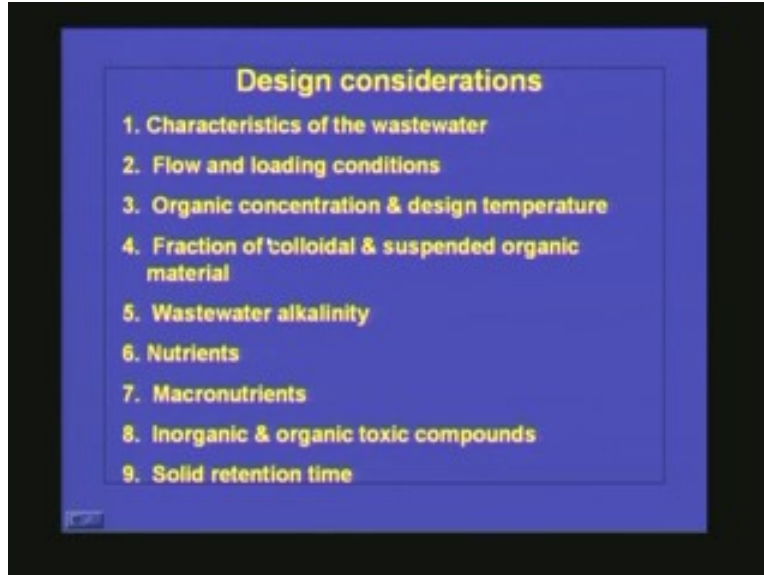 Design considerations
1. Characteristics of the wastewater
2. Flow and loading conditions
3. Organic concentration & design temperature
4. Fraction of colloidal & suspended organic
material
5. Wastewater alkalinity
6. Nutrients
7. Macronutrients
8. Inorganic & organic toxic compounds
9. Solid retention time